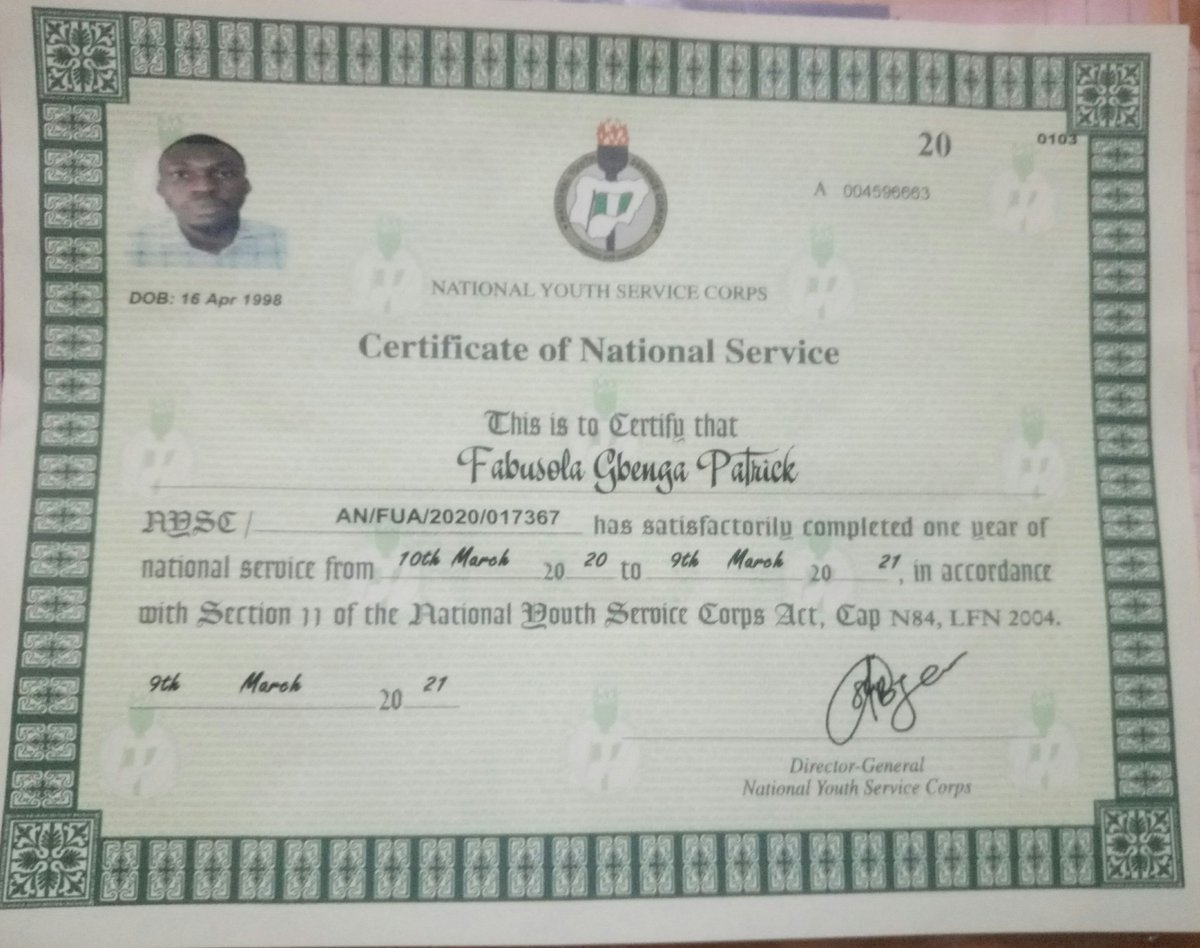 20
0103
A 004596663
DOB: 16 Apr 1998
NATIONAL YOUTH SERVICE CORPS
Certificate of National Service
This is to Certify that
Fabusola Gbenga Patrick
NYSC/ AN/FUA/2020/017367 has satisfactorily completed one year of
national service from 10th March 20 20 to 9th March 20 21, in accordance
with Section 11 of the National Youth Service Corps Act, Cap N84, LFN 2004.
9th March 20 21
Director-General
National Youth Service Corps